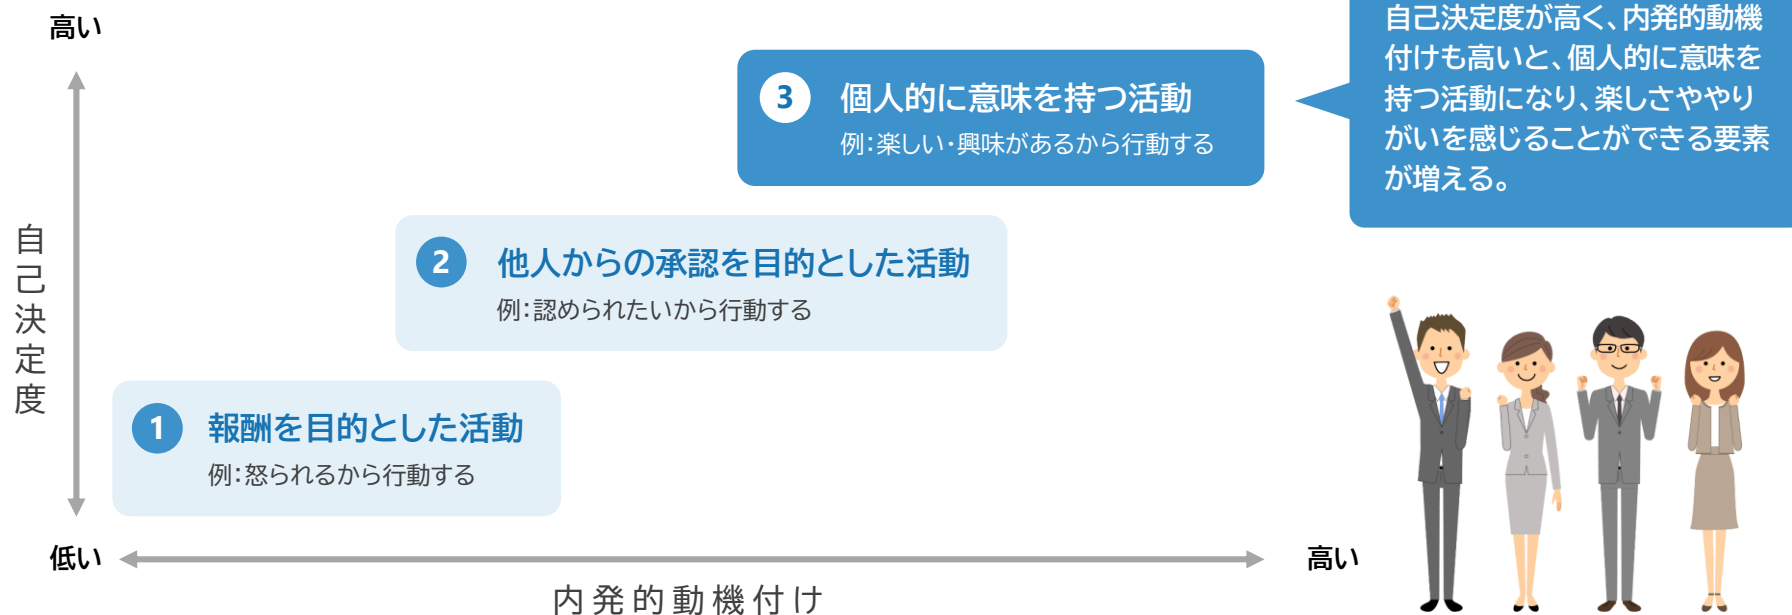 高い
自己決定度
低い
3
個人的に意味を持つ活動
例：楽しい・興味があるから行動する
2
他人からの承認を目的とした活動
例：認められたいから行動する
1
報酬を目的とした活動
例：怒られるから行動する
内発的動機付け
高い
自己決定度が高く、内発的動機
付けも高いと、個人的に意味を
持つ活動になり、楽しさややり
がいを感じることができる要素
が増える。